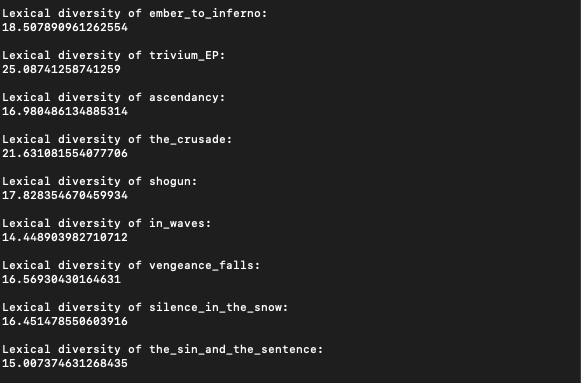 Lexical diversity of ember_to_inferno:
18.507890961262554
Lexical diversity of trivium_EP:
25.08741258741259
Lexical diversity of ascendancy:
16.980486134885314
Lexical diversity of the_crusade:
21.631081554077706
Lexical diversity of shogun:
17.828354670459934
Lexical diversity of in_waves:
14.448903982710712
Lexical diversity of vengeance_falls:
16.56930430164631
Lexical diversity of silence_in_the_snow:
16.451478550603916
Lexical diversity of the_sin_and_the_sentence:
15.007374631268435